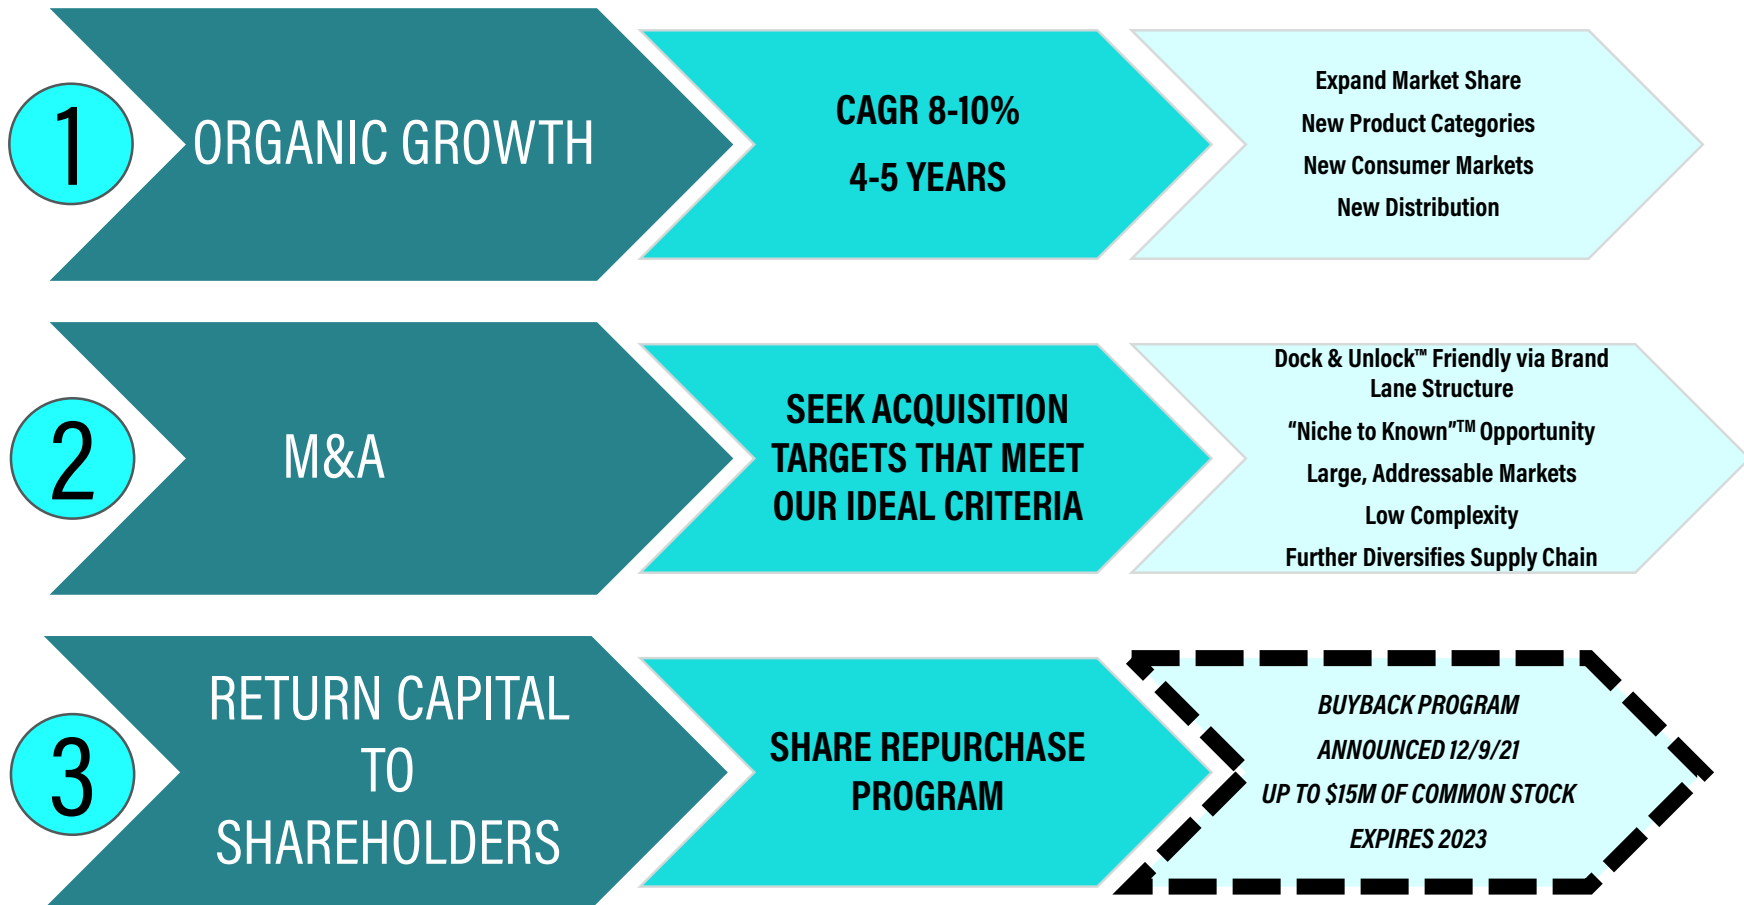 1
ORGANIC GROWTH
CAGR 8-10%
4-5 YEARS
Expand Market Share
New Product Categories
New Consumer Markets
New Distribution
2
M&A
SEEK ACQUISITION
TARGETS THAT MEET
OUR IDEAL CRITERIA
Dock & Unlock™ Friendly via Brand
Lane Structure
“Niche to Known”™ Opportunity
Large, Addressable Markets
Low Complexity
Further Diversifies Supply Chain
3
RETURN CAPITAL
TO
SHAREHOLDERS
SHARE REPURCHASE
PROGRAM
BUYBACK PROGRAM
ANNOUNCED 12/9/21
UP TO $15M OF COMMON STOCK
EXPIRES 2023